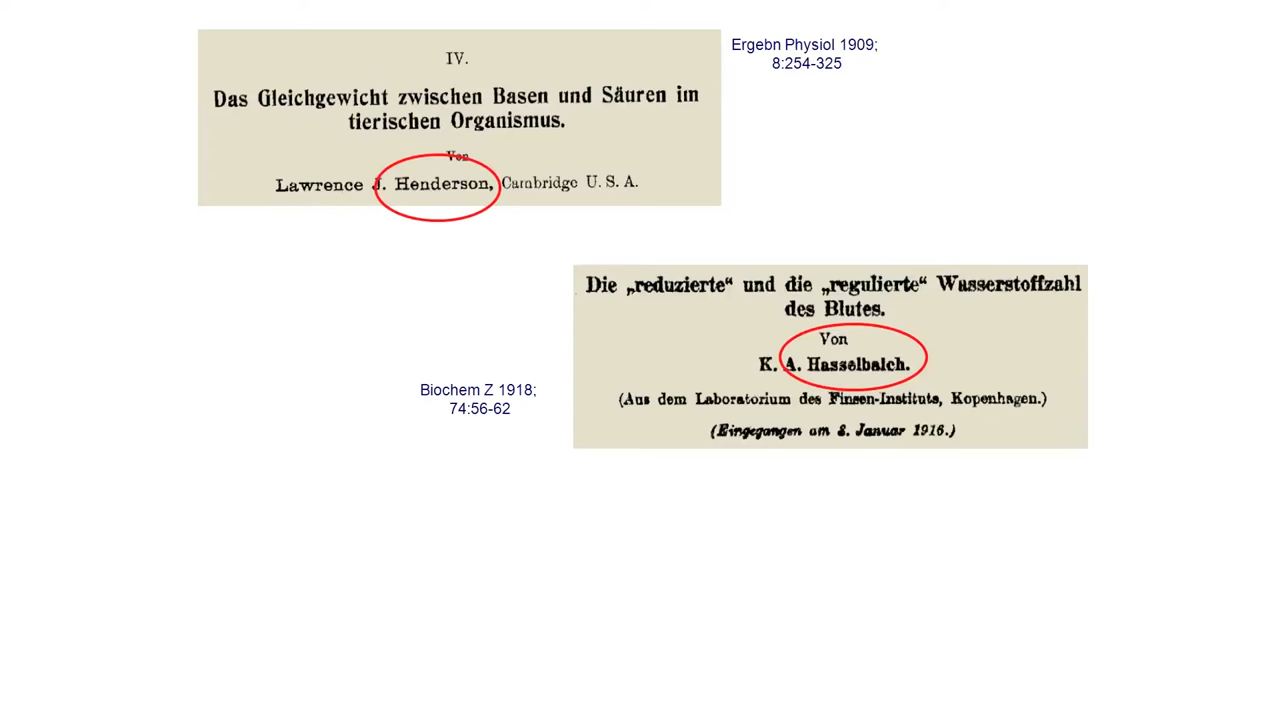 IV.
Das Gleichgewicht zwischen Basen und Säuren im
tierischen Organismus.
Von
Lawrence J. Henderson, Cambridge U. S. A.
Ergebn Physiol 1909;
8:254-325
Die „reduzierte“ und die „regulierte“ Wasserstoffzahl
des Blutes.
Von
K. A. Hasselbalch.
(Aus dem Laboratorium des Finsen-Instituts, Kopenhagen.)
(Eingegangen am 8. Januar 1916.)
Biochem Z 1918;
74:56-62